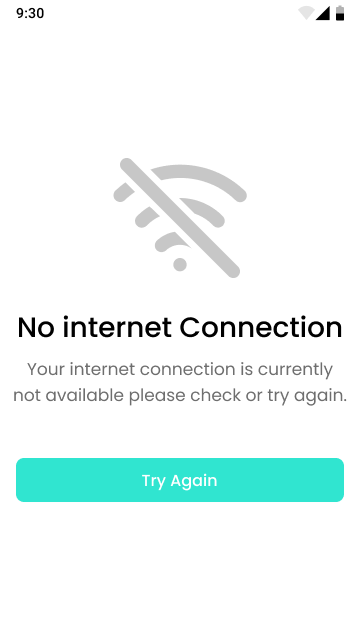 9:30
No internet Connection
Your internet connection is currently
not available please check or try again.
Try Again